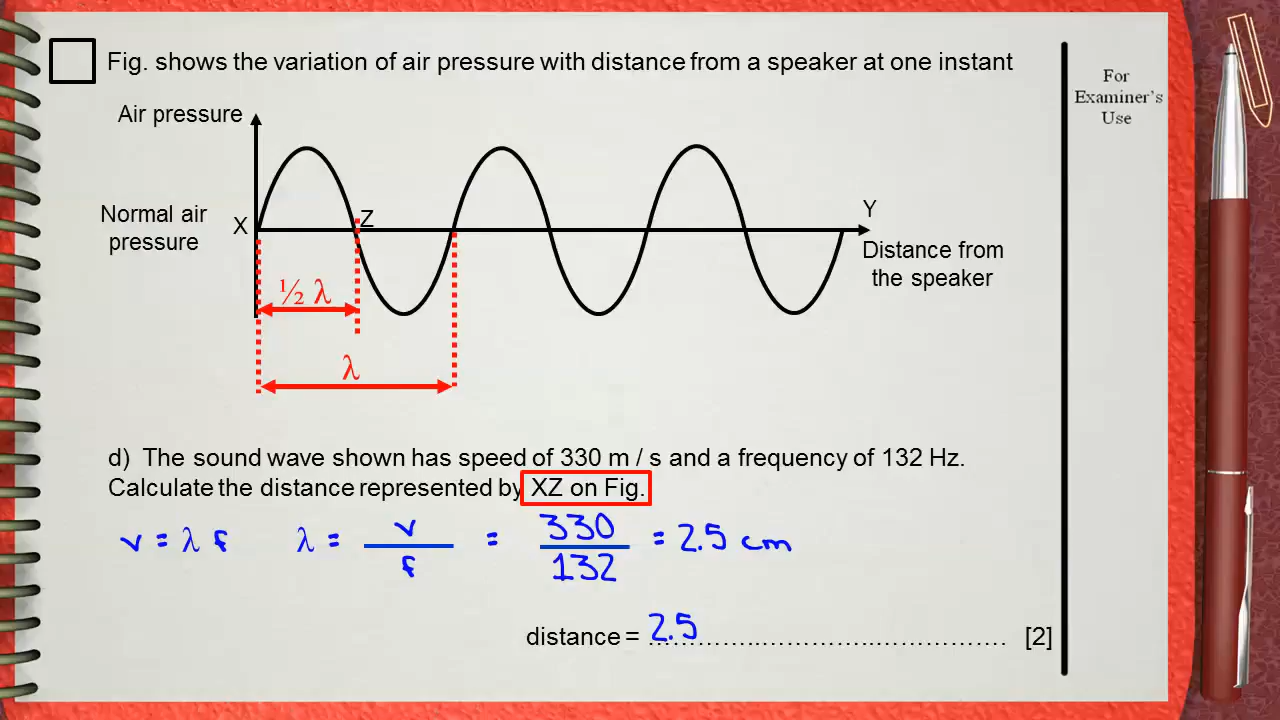 Fig. shows the variation of air pressure with distance from a speaker at one instant
For
Examiner's
Use
Air pressure
Normal air
pressure
X
Z
Y
Distance from
the speaker
½ λ
λ
d) The sound wave shown has speed of 330 m / s and a frequency of 132 Hz.
Calculate the distance represented by XZ on Fig.
v = λ f λ = v / f = 330 / 132 = 2.5 cm
distance = 2.5 ........................................ [2]